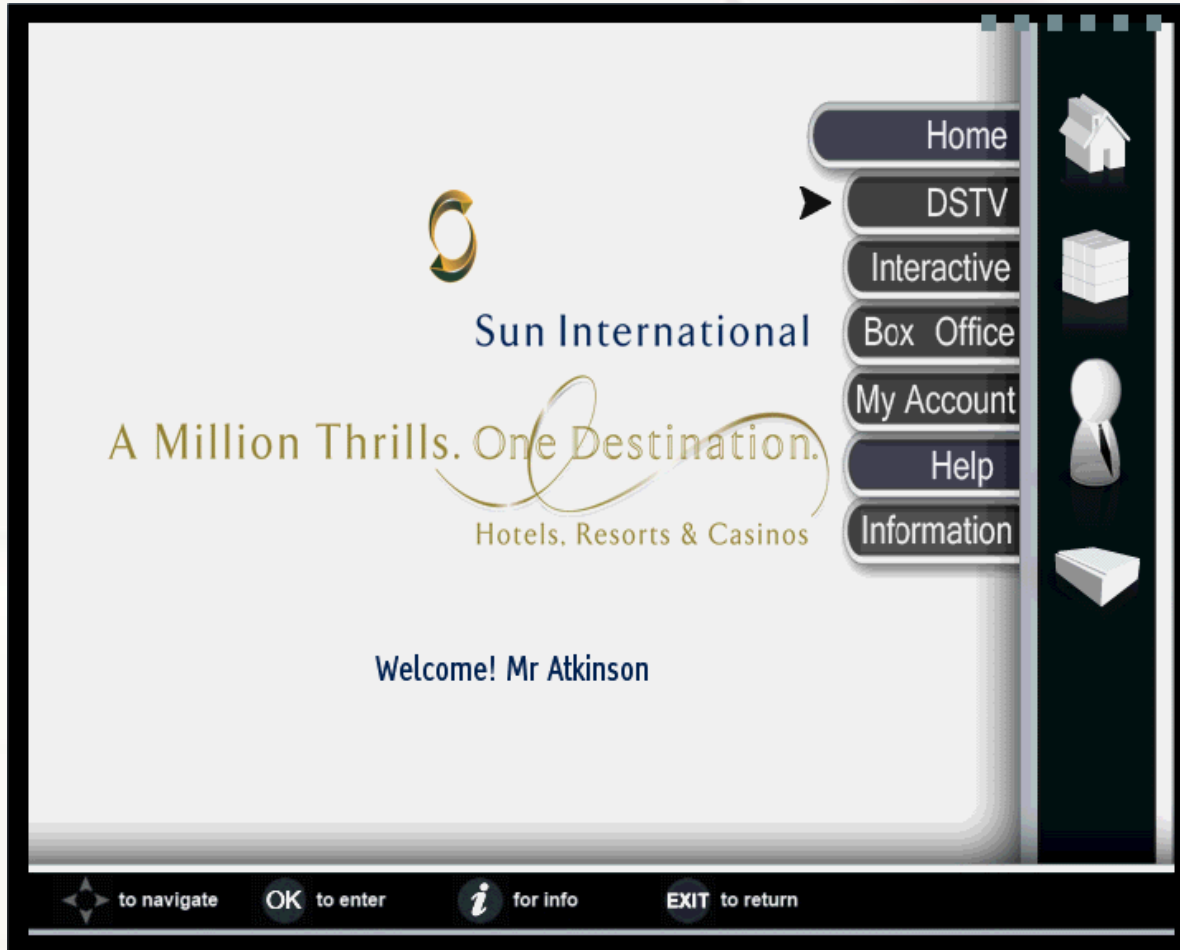 Home
DSTV
Interactive
Box Office
My Account
Help
Information
Sun International
A Million Thrills. One Destination.
Hotels, Resorts & Casinos
Welcome! Mr Atkinson
to navigate OK to enter i for info EXIT to return